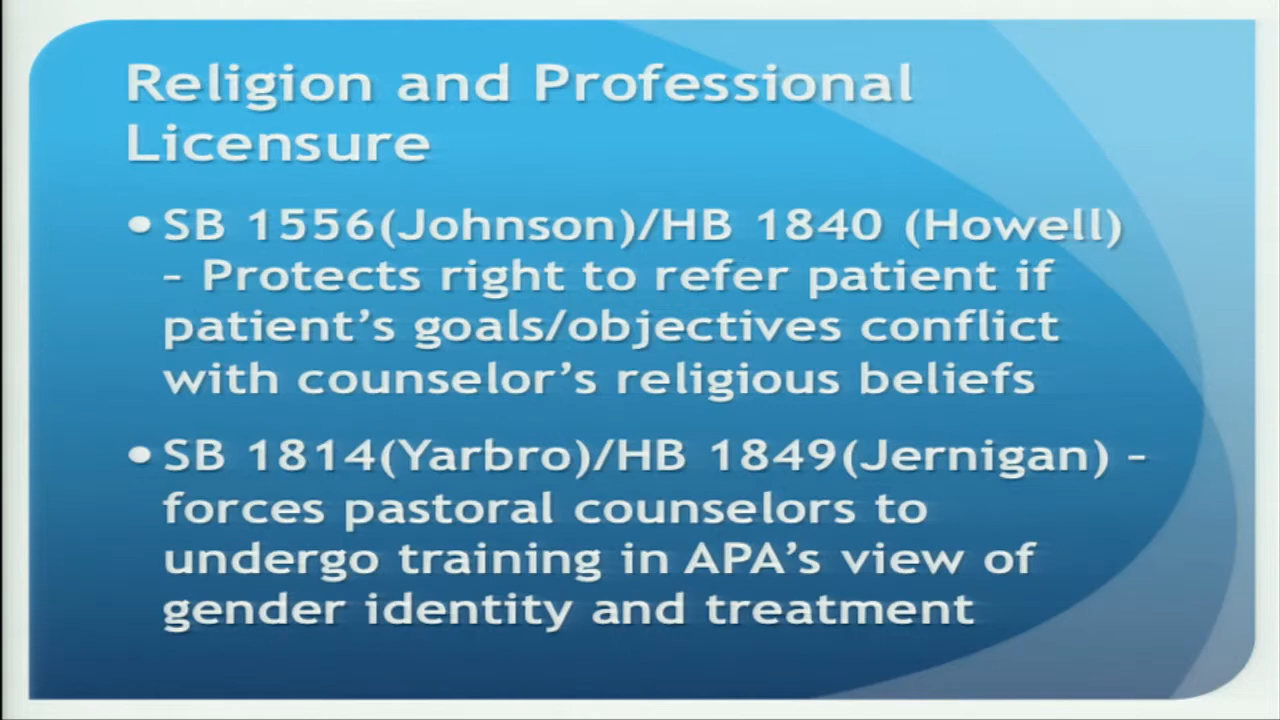 Religion and Professional
Licensure
• SB 1556(Johnson)/HB 1840 (Howell)
– Protects right to refer patient if
patient’s goals/objectives conflict
with counselor’s religious beliefs
• SB 1814(Yarbro)/HB 1849(Jernigan) –
forces pastoral counselors to
undergo training in APA’s view of
gender identity and treatment